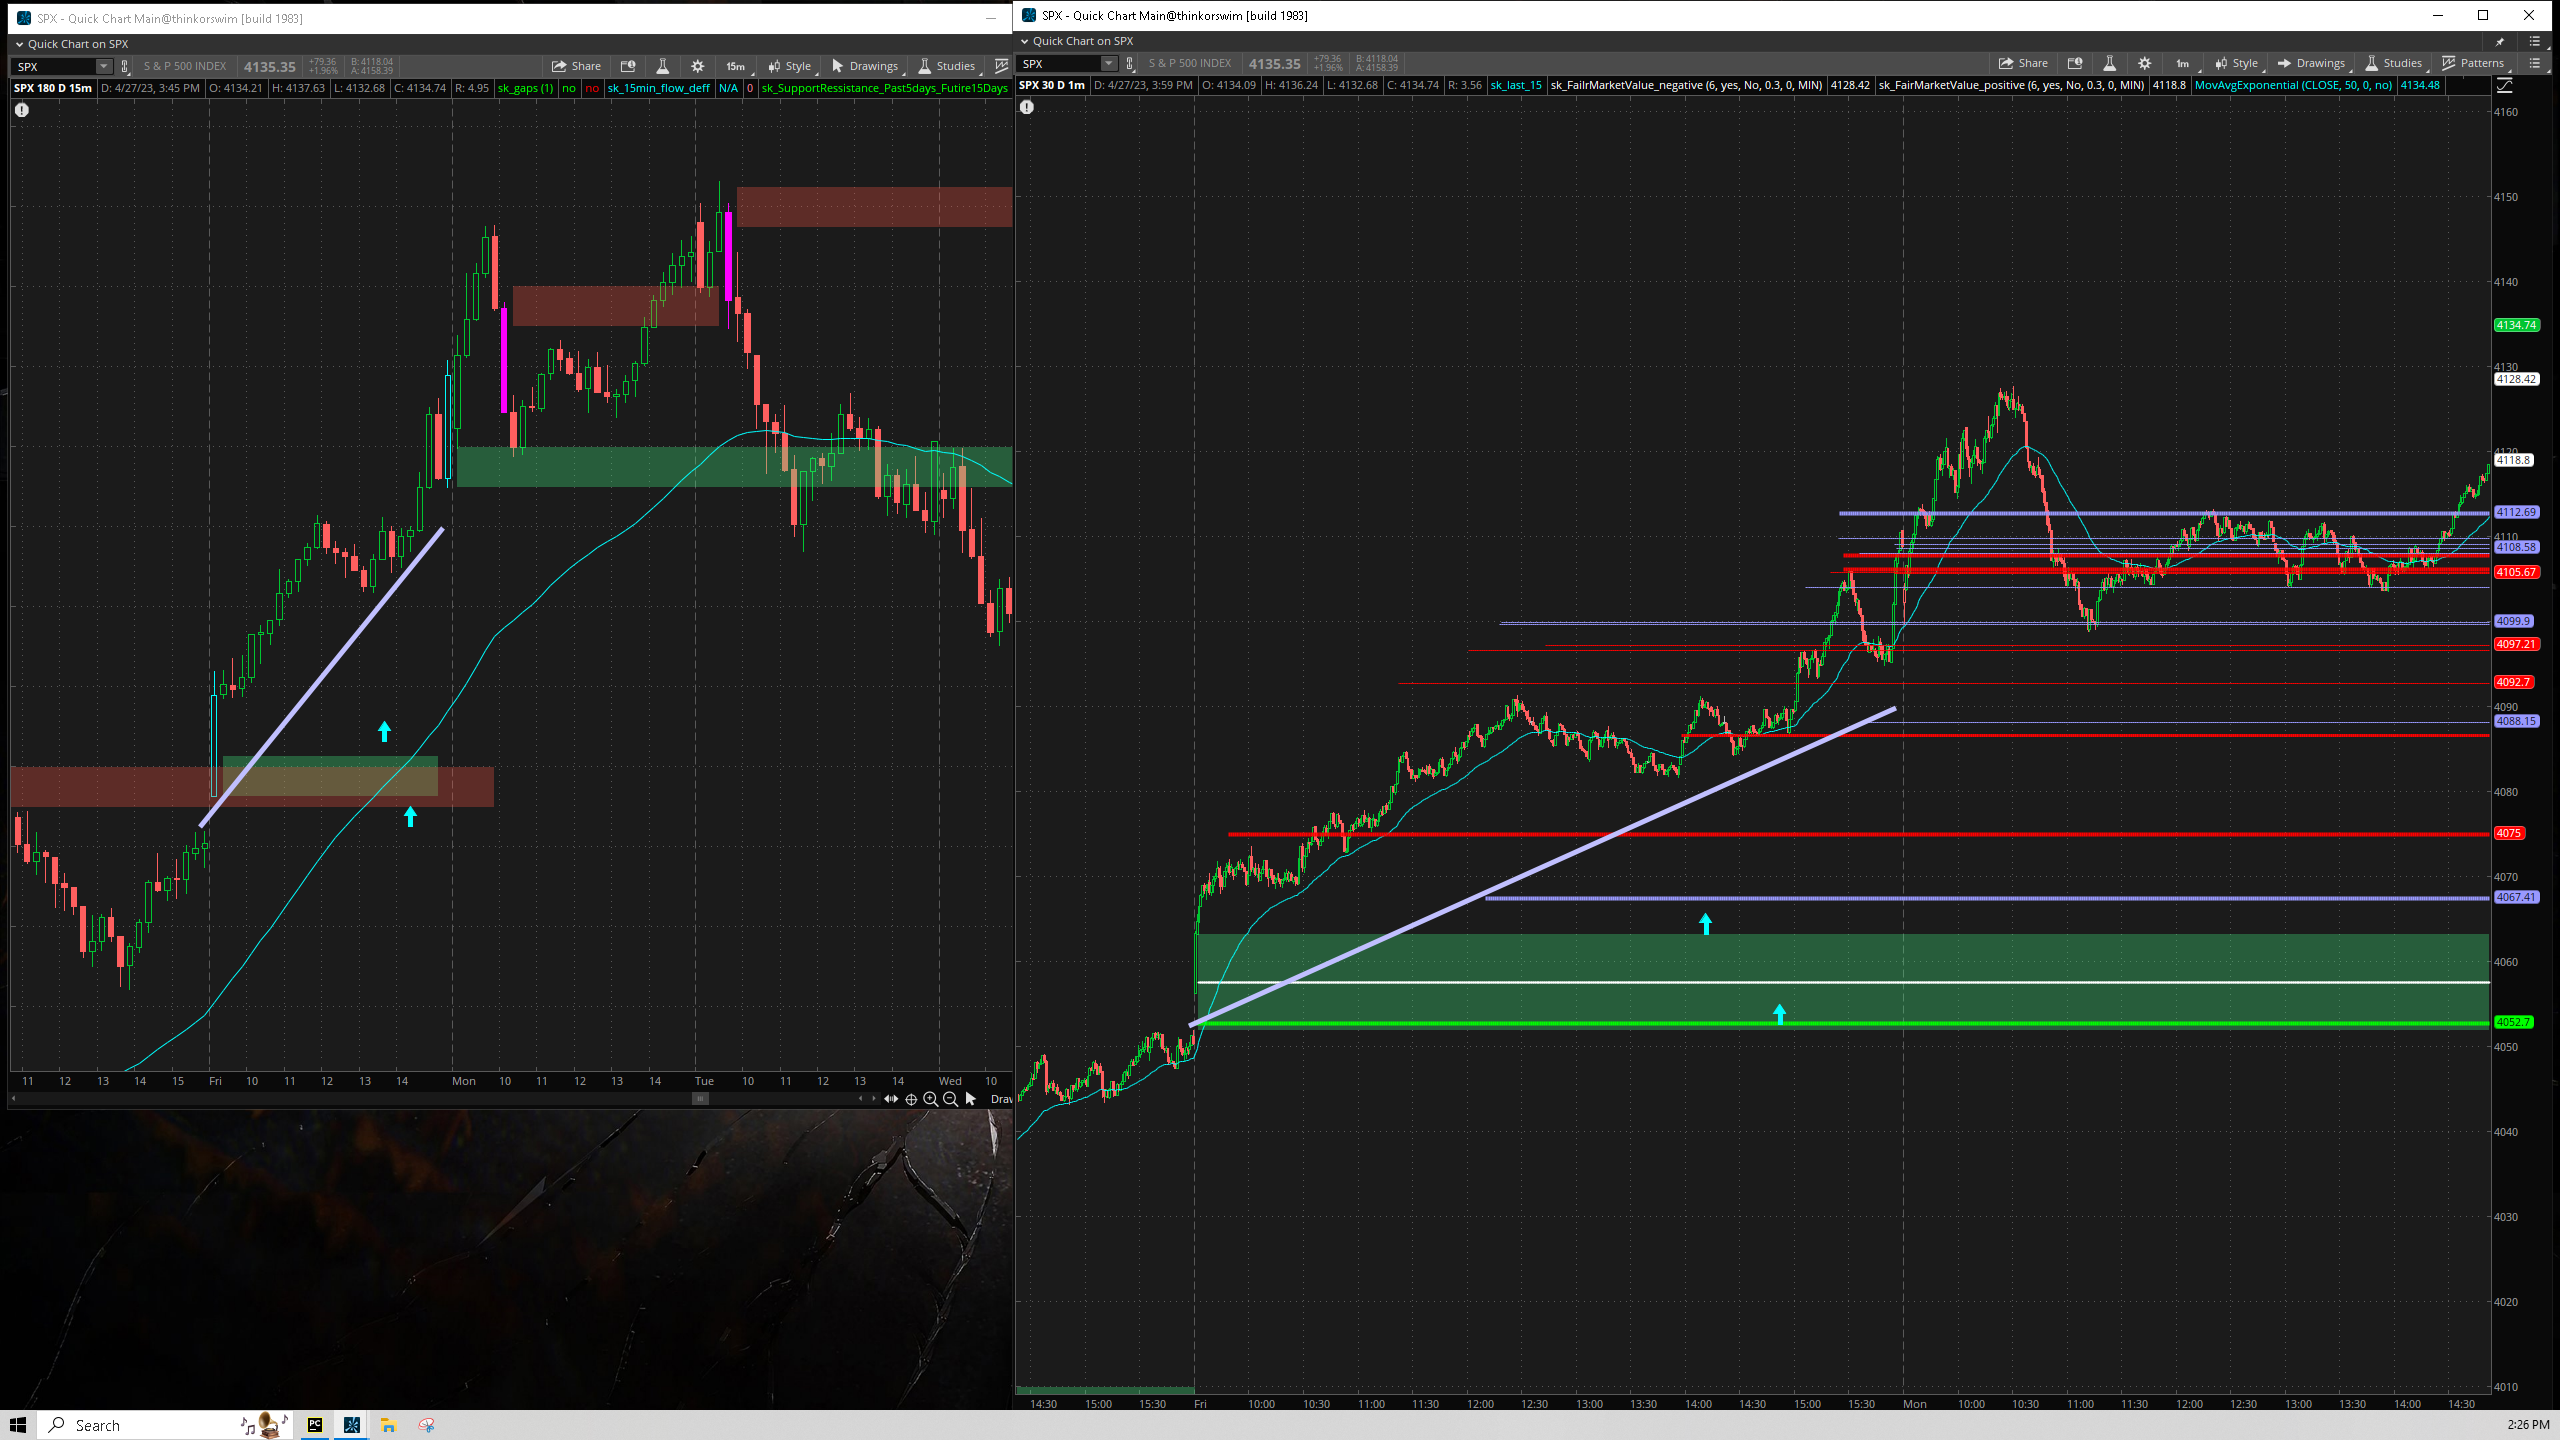 SPX - Quick Chart Main@thinkorswim [build 1983]
Quick Chart on SPX
SPX S & P 500 INDEX 4135.35 +79.36 +1.96% B: 4118.04 A: 4158.39 Share 15m Style Drawings Studies
SPX 180 D 15m D: 4/27/23, 3:45 PM O: 4134.21 H: 4137.63 L: 4132.68 C: 4134.74 R: 4.95 sk_gaps (1) no no sk_15min_flow_deff N/A 0 sk_SupportRessistance_Past5days_Futire15Days
11 12 13 14 15 Fri 10 11 12 13 14 Mon 10 11 12 13 14 Tue 10 11 12 13 14 Wed 10
Draw
SPX - Quick Chart Main@thinkorswim [build 1983]
Quick Chart on SPX
SPX S & P 500 INDEX 4135.35 +79.36 +1.96% B: 4118.04 A: 4158.39 Share 1m Style Drawings Studies Patterns
SPX 30 D 1m D: 4/27/23, 3:59 PM O: 4134.09 H: 4136.24 L: 4132.68 C: 4134.74 R: 3.56 sk_last_15 sk_FailrMarketValue_negative (6, yes, No, 0.3, 0, MIN) 4128.42 sk_FairMarketValue_positive (6, yes, No, 0.3, 0, MIN) 4118.8 MovAvgExponential (CLOSE, 50, 0, no) 4134.48
4160
4150
4140
4134.74
4130
4128.42
4120
4118.8
4112.69
4110
4108.58
4105.67
4099.9
4097.21
4092.7
4090
4088.15
4080
4075
4070
4067.41
4060
4052.7
4050
4040
4030
4020
4010
14:30 15:00 15:30 Fri 10:00 10:30 11:00 11:30 12:00 12:30 13:00 13:30 14:00 14:30 15:00 15:30 Mon 10:00 10:30 11:00 11:30 12:00 12:30 13:00 13:30 14:00 14:30
Search
PC
2:26 PM